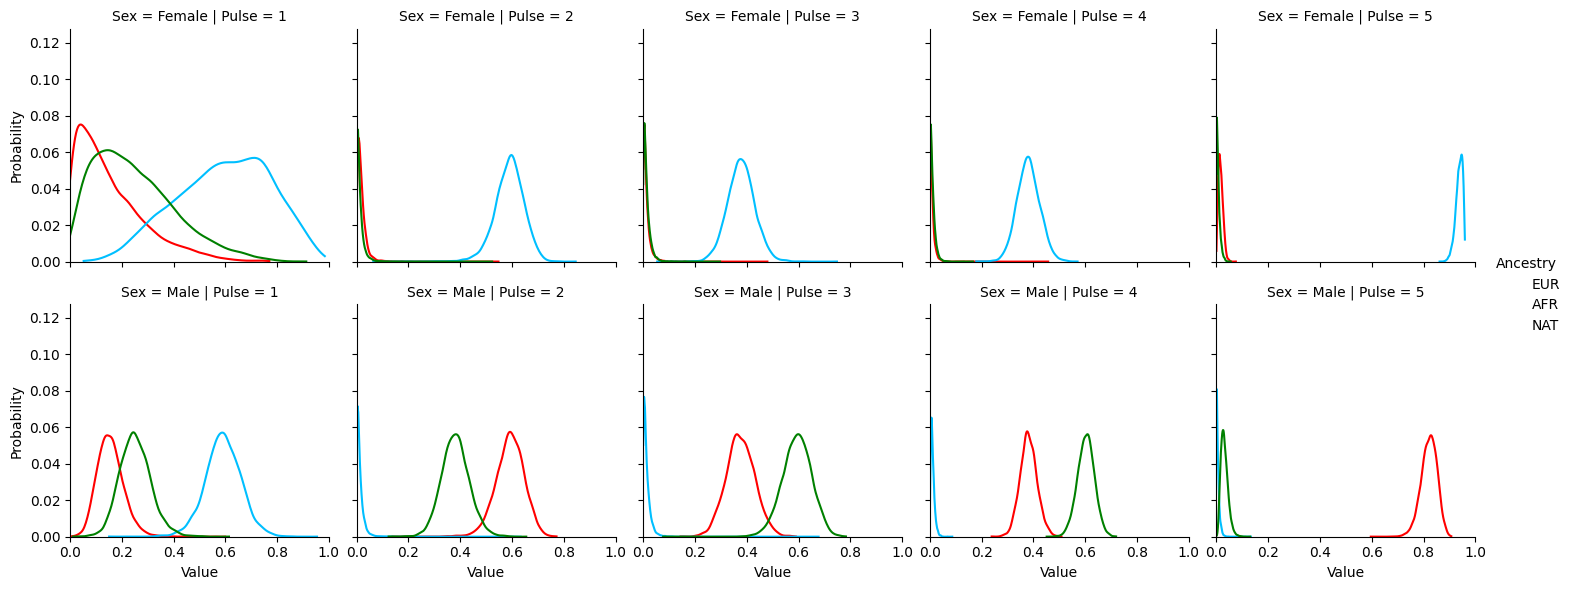 Sex = Female | Pulse = 1
Sex = Female | Pulse = 2
Sex = Female | Pulse = 3
Sex = Female | Pulse = 4
Sex = Female | Pulse = 5
0.12
0.10
0.08
0.06
0.04
0.02
0.00
Probability
Sex = Male | Pulse = 1
Sex = Male | Pulse = 2
Sex = Male | Pulse = 3
Sex = Male | Pulse = 4
Sex = Male | Pulse = 5
0.12
0.10
0.08
0.06
0.04
0.02
0.00
Probability
0.0 0.2 0.4 0.6 0.8 1.0
0.0 0.2 0.4 0.6 0.8 1.0
0.0 0.2 0.4 0.6 0.8 1.0
0.0 0.2 0.4 0.6 0.8 1.0
0.0 0.2 0.4 0.6 0.8 1.0
Value
Value
Value
Value
Value
Ancestry
EUR
AFR
NAT